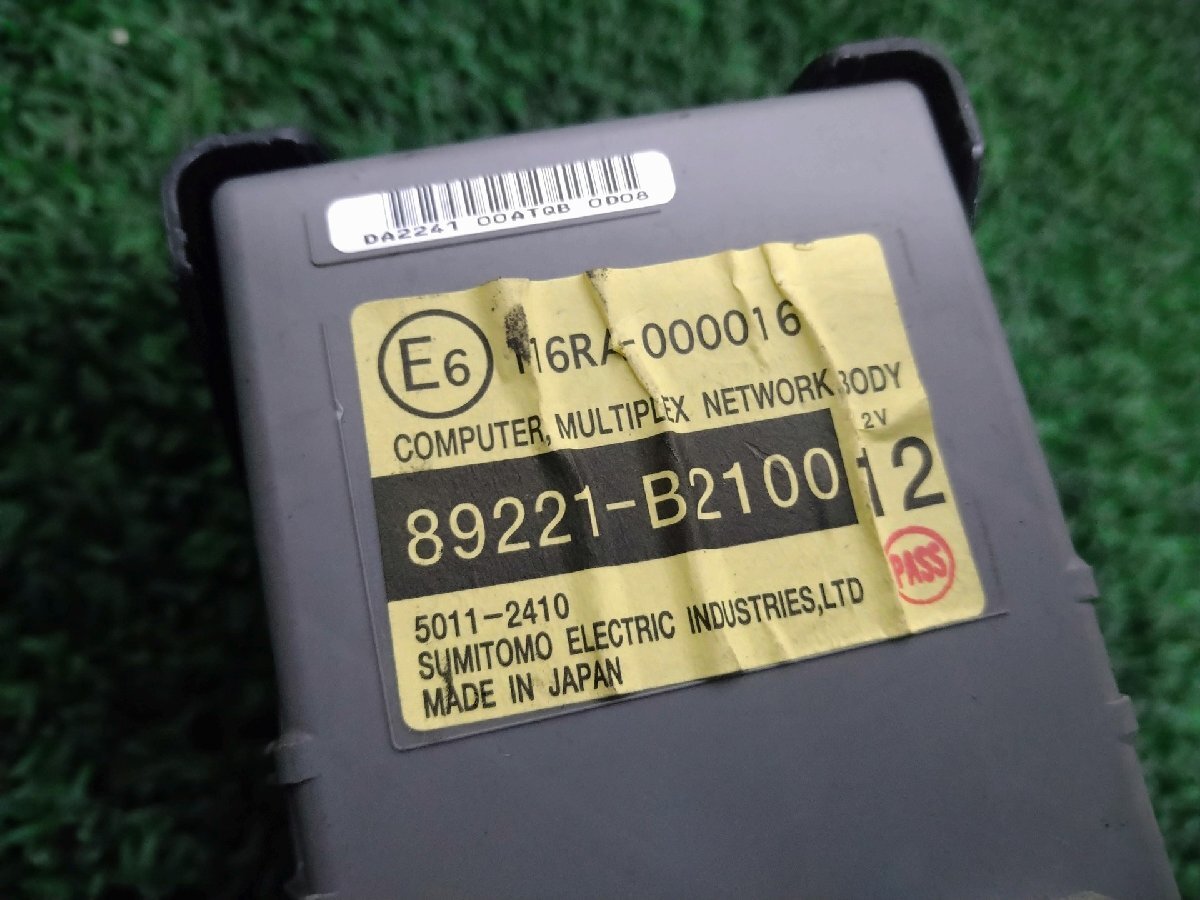 DA2241 00ATQB 0D08
E6 116RA-000016
COMPUTER, MULTIPLEX NETWORK BODY
12V
89221-B2100 12
PASS
5011-2410
SUMITOMO ELECTRIC INDUSTRIES,LTD
MADE IN JAPAN